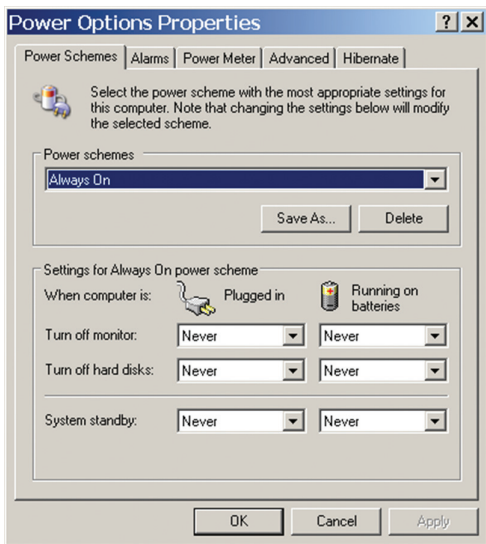 Power Options Properties
Power Schemes Alarms Power Meter Advanced Hibernate
Select the power scheme with the most appropriate settings for
this computer. Note that changing the settings below will modify
the selected scheme.
Power schemes
Always On
Save As... Delete
Settings for Always On power scheme
When computer is: Plugged in Running on
batteries
Turn off monitor: Never Never
Turn off hard disks: Never Never
System standby: Never Never
OK Cancel Apply